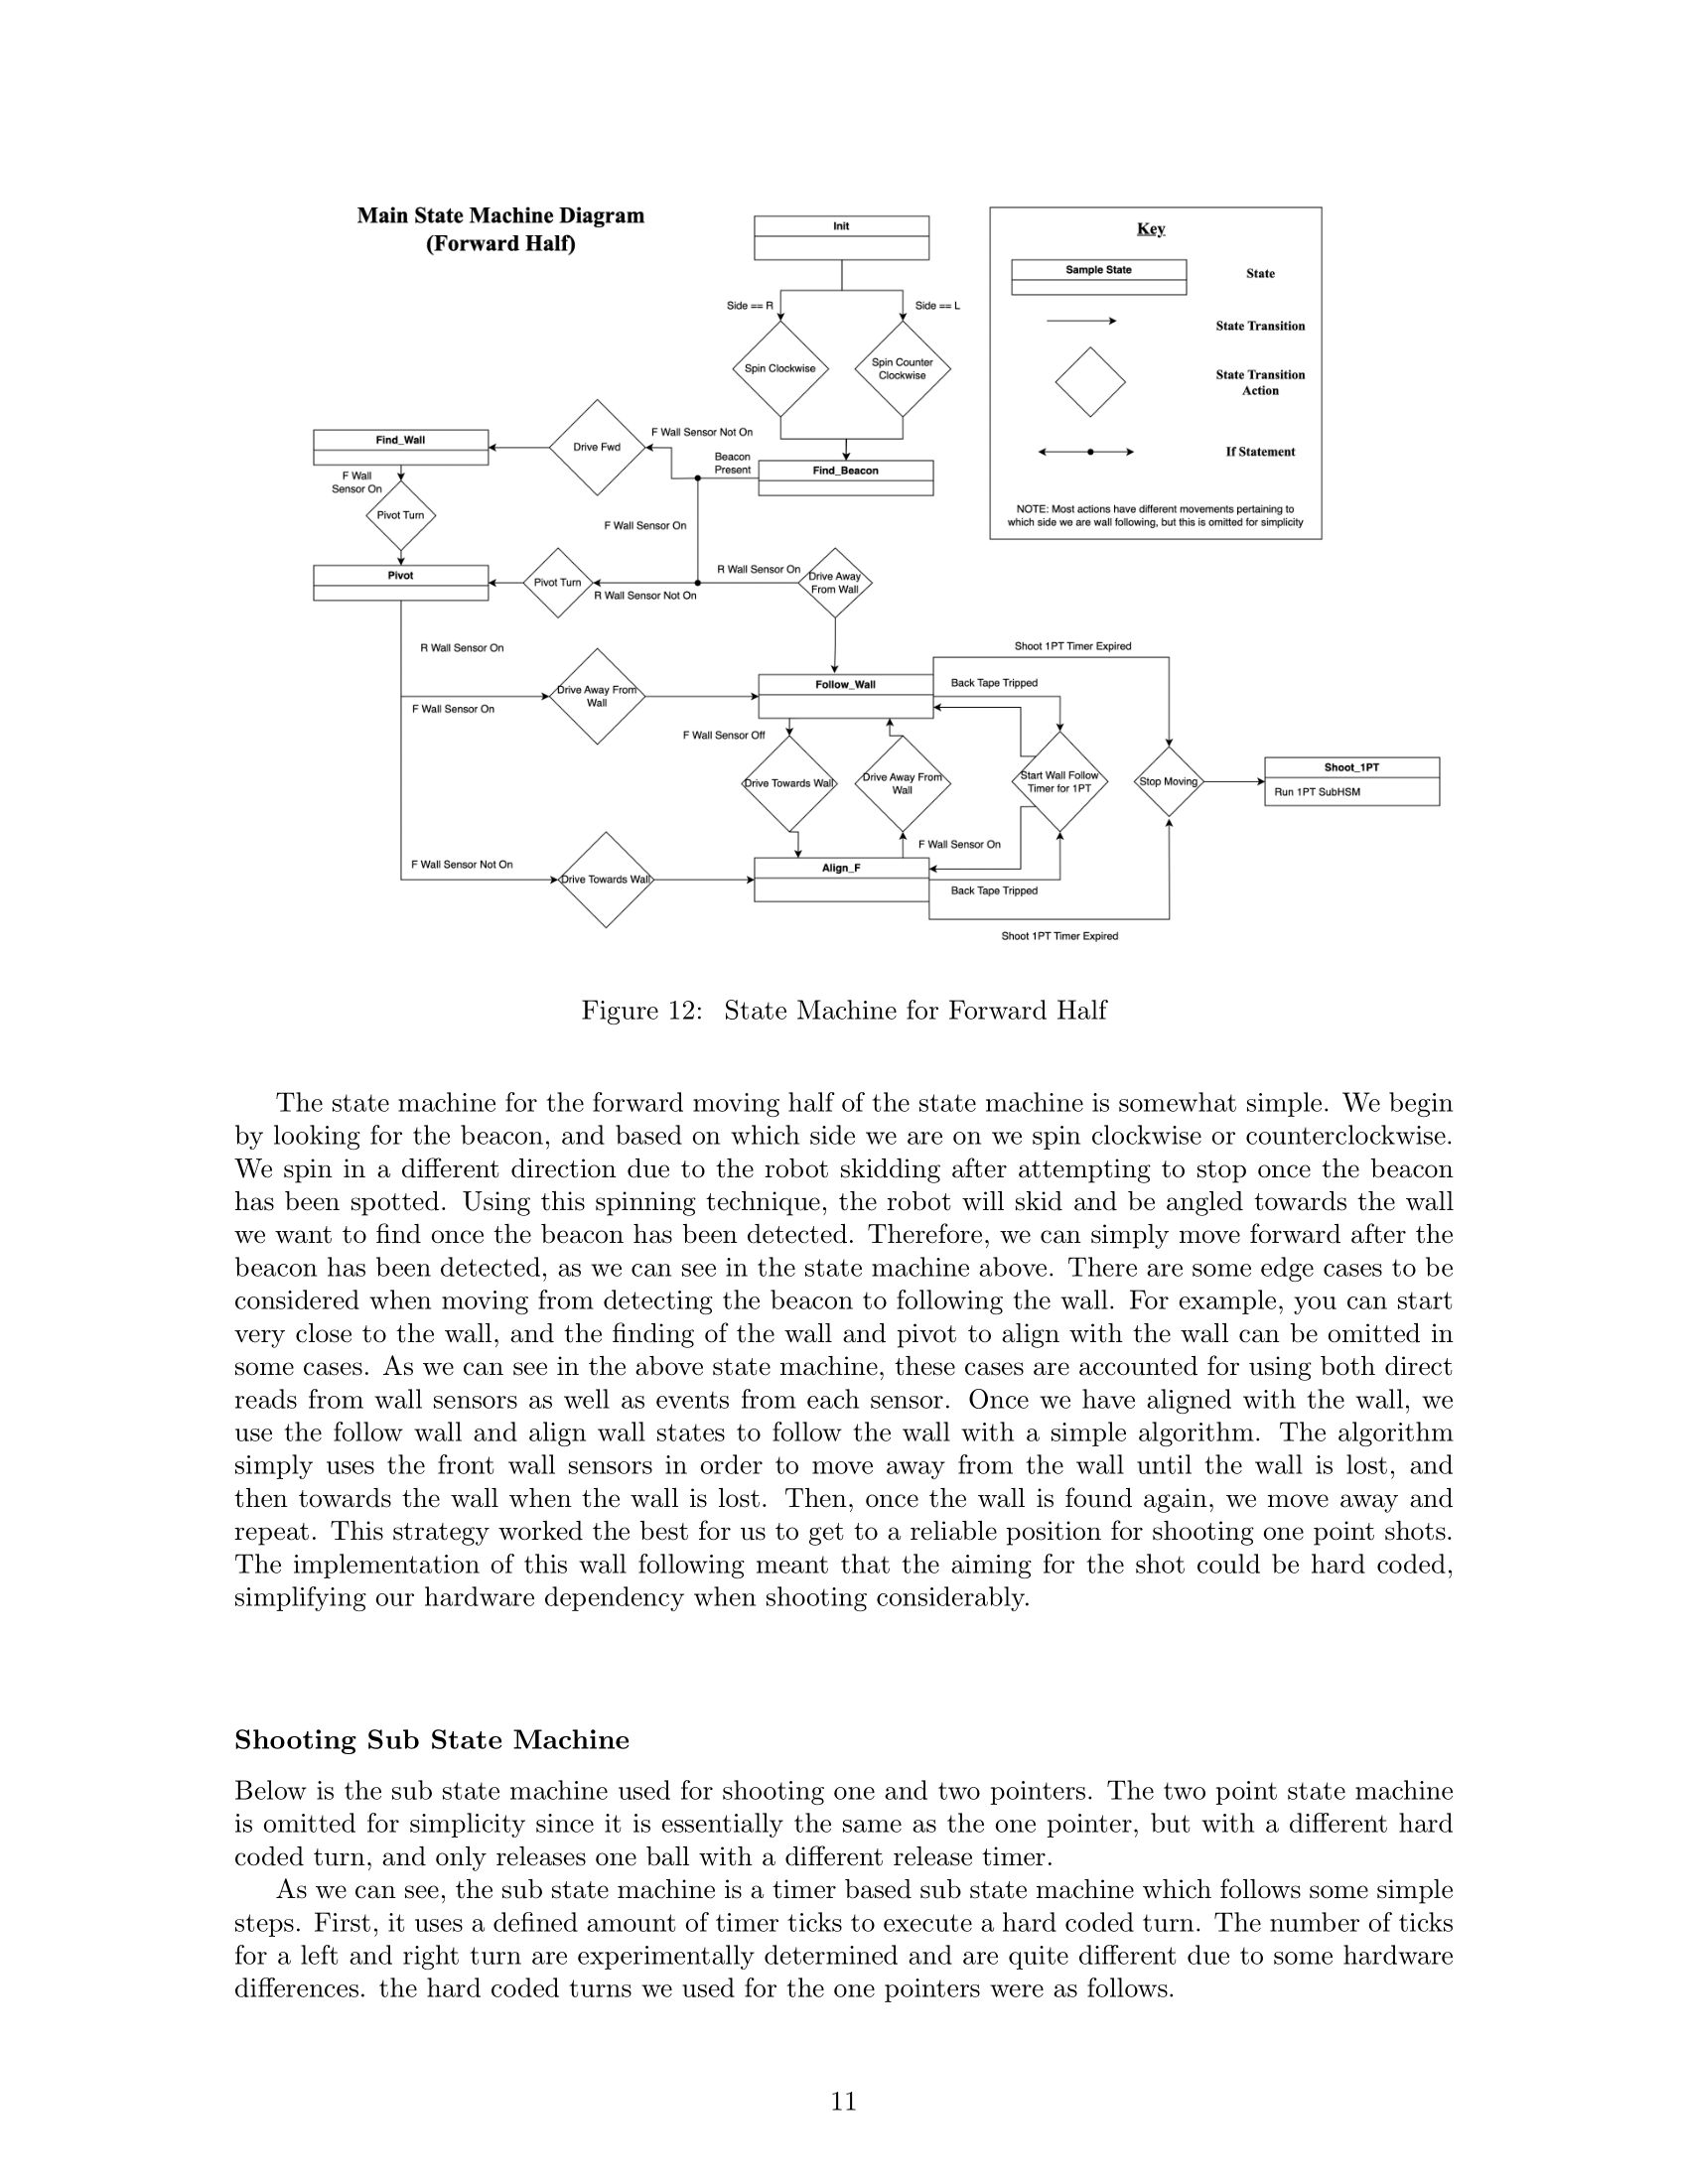 Main State Machine Diagram
(Forward Half)
Init
Side == R
Side == L
Spin Clockwise
Spin Counter
Clockwise
Key
Sample State
State
State Transition
State Transition
Action
If Statement
NOTE: Most actions have different movements pertaining to
which side we are wall following, but this is omitted for simplicity
Find_Wall
Drive Fwd
F Wall Sensor Not On
Beacon
Present
Find_Beacon
F Wall
Sensor On
Pivot Turn
F Wall Sensor On
Pivot
Pivot Turn
R Wall Sensor Not On
R Wall Sensor On
Drive Away
From Wall
R Wall Sensor On
F Wall Sensor On
Drive Away From
Wall
Follow_Wall
Shoot 1PT Timer Expired
Back Tape Tripped
F Wall Sensor Off
Drive Towards Wall
Drive Away From
Wall
Start Wall Follow
Timer for 1PT
Stop Moving
Shoot_1PT
Run 1PT SubHSM
F Wall Sensor On
F Wall Sensor Not On
Drive Towards Wall
Align_F
Back Tape Tripped
Shoot 1PT Timer Expired
Figure 12: State Machine for Forward Half
The state machine for the forward moving half of the state machine is somewhat simple. We begin
by looking for the beacon, and based on which side we are on we spin clockwise or counterclockwise.
We spin in a different direction due to the robot skidding after attempting to stop once the beacon
has been spotted. Using this spinning technique, the robot will skid and be angled towards the wall
we want to find once the beacon has been detected. Therefore, we can simply move forward after the
beacon has been detected, as we can see in the state machine above. There are some edge cases to be
considered when moving from detecting the beacon to following the wall. For example, you can start
very close to the wall, and the finding of the wall and pivot to align with the wall can be omitted in
some cases. As we can see in the above state machine, these cases are accounted for using both direct
reads from wall sensors as well as events from each sensor. Once we have aligned with the wall, we
use the follow wall and align wall states to follow the wall with a simple algorithm. The algorithm
simply uses the front wall sensors in order to move away from the wall until the wall is lost, and
then towards the wall when the wall is lost. Then, once the wall is found again, we move away and
repeat. This strategy worked the best for us to get to a reliable position for shooting one point shots.
The implementation of this wall following meant that the aiming for the shot could be hard coded,
simplifying our hardware dependency when shooting considerably.
Shooting Sub State Machine
Below is the sub state machine used for shooting one and two pointers. The two point state machine
is omitted for simplicity since it is essentially the same as the one pointer, but with a different hard
coded turn, and only releases one ball with a different release timer.
As we can see, the sub state machine is a timer based sub state machine which follows some simple
steps. First, it uses a defined amount of timer ticks to execute a hard coded turn. The number of ticks
for a left and right turn are experimentally determined and are quite different due to some hardware
differences. the hard coded turns we used for the one pointers were as follows.
11